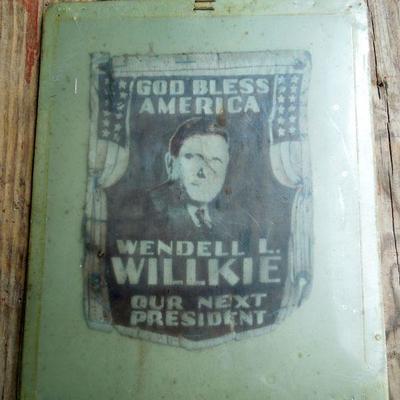 GOD BLESS
AMERICA
WENDELL L.
WILLKIE
OUR NEXT
PRESIDENT